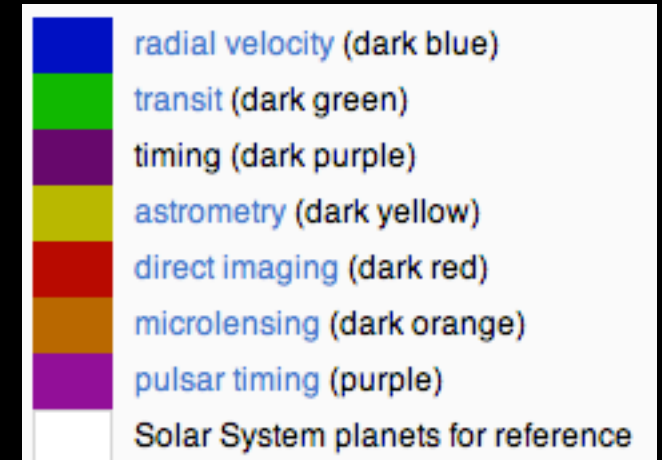 radial velocity (dark blue)
transit (dark green)
timing (dark purple)
astrometry (dark yellow)
direct imaging (dark red)
microlensing (dark orange)
pulsar timing (purple)
Solar System planets for reference